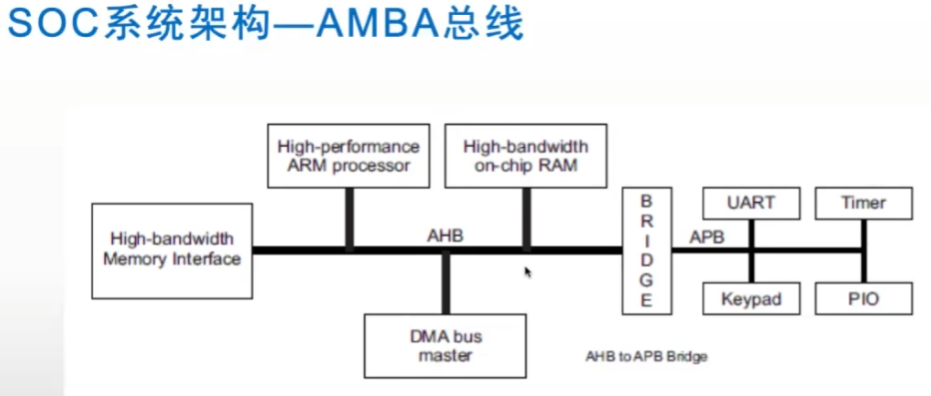 SOC系统架构—AMBA总线
High-performance
ARM processor
High-bandwidth
on-chip RAM
High-bandwidth
Memory Interface
AHB
B
R
I
D
G
E
APB
UART
Timer
Keypad
PIO
DMA bus
master
AHB to APB Bridge